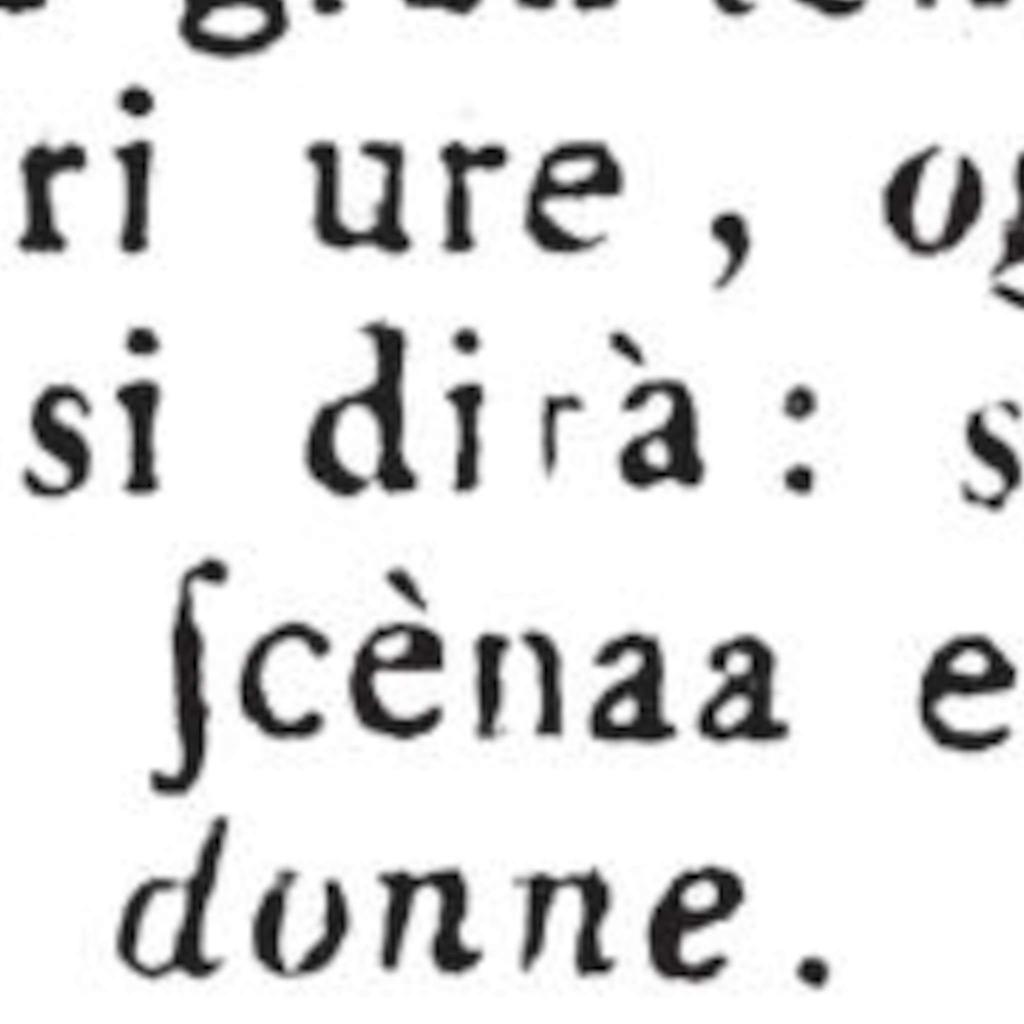 ri ure, 
si dirà: s
ſcènaa e
donne.